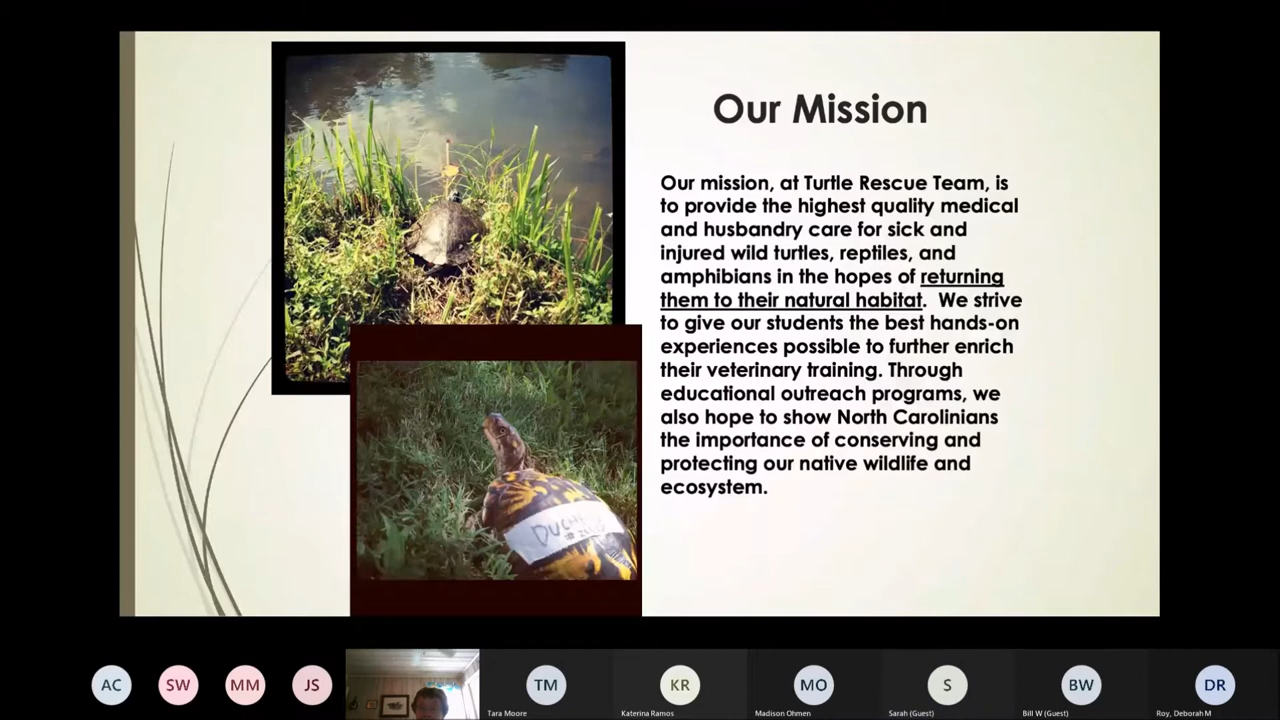 Our Mission
Our mission, at Turtle Rescue Team, is
to provide the highest quality medical
and husbandry care for sick and
injured wild turtles, reptiles, and
amphibians in the hopes of returning
them to their natural habitat. We strive
to give our students the best hands-on
experiences possible to further enrich
their veterinary training. Through
educational outreach programs, we
also hope to show North Carolinians
the importance of conserving and
protecting our native wildlife and
ecosystem.
AC
SW
MM
JS
TM
KR
MO
S
BW
DR
Tara Moore
Katerina Ramos
Madison Ohmen
Sarah (Guest)
Bill W (Guest)
Roy, Deborah M